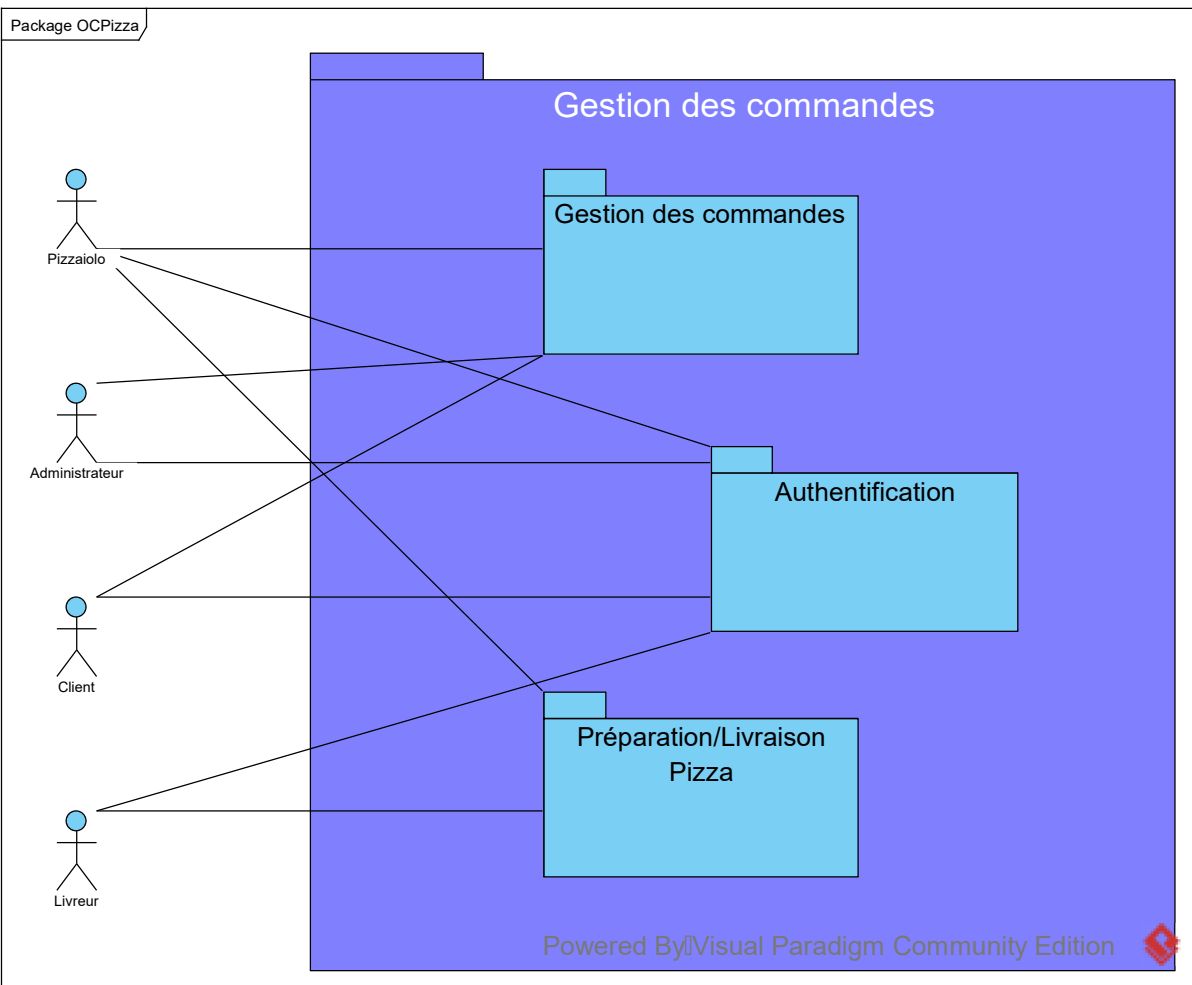 Package OCPizza
Gestion des commandes
Gestion des commandes
Pizzaiolo
Administrateur
Authentification
Client
Préparation/Livraison
Pizza
Livreur
Powered By Visual Paradigm Community Edition